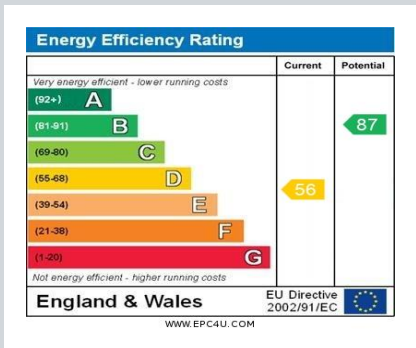 Energy Efficiency Rating
Current Potential
Very energy efficient - lower running costs
(92+) A
(81-91) B
87
(69-80) C
(55-68) D
56
(39-54) E
(21-38) F
(1-20) G
Not energy efficient - higher running costs
England & Wales
EU Directive
2002/91/EC
WWW.EPC4U.COM